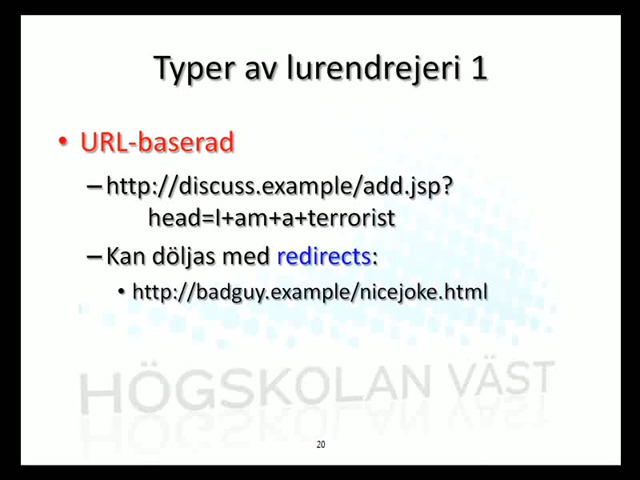 Typer av lurendrejeri 1
• URL-baserad
–http://discuss.example/add.jsp?
head=I+am+a+terrorist
–Kan döljas med redirects:
• http://badguy.example/nicejoke.html
HÖGSKOLAN VÄST
20